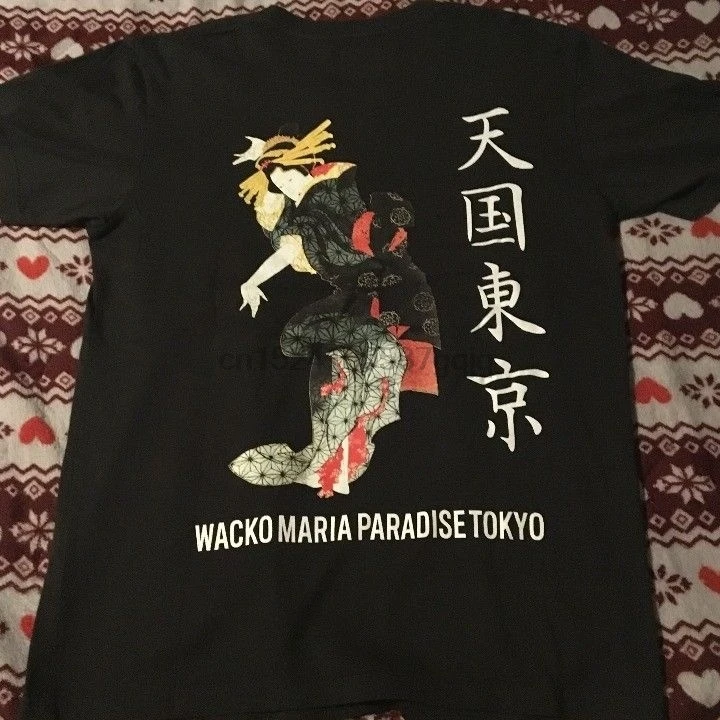 天国東京
WACKO MARIA PARADISE TOKYO